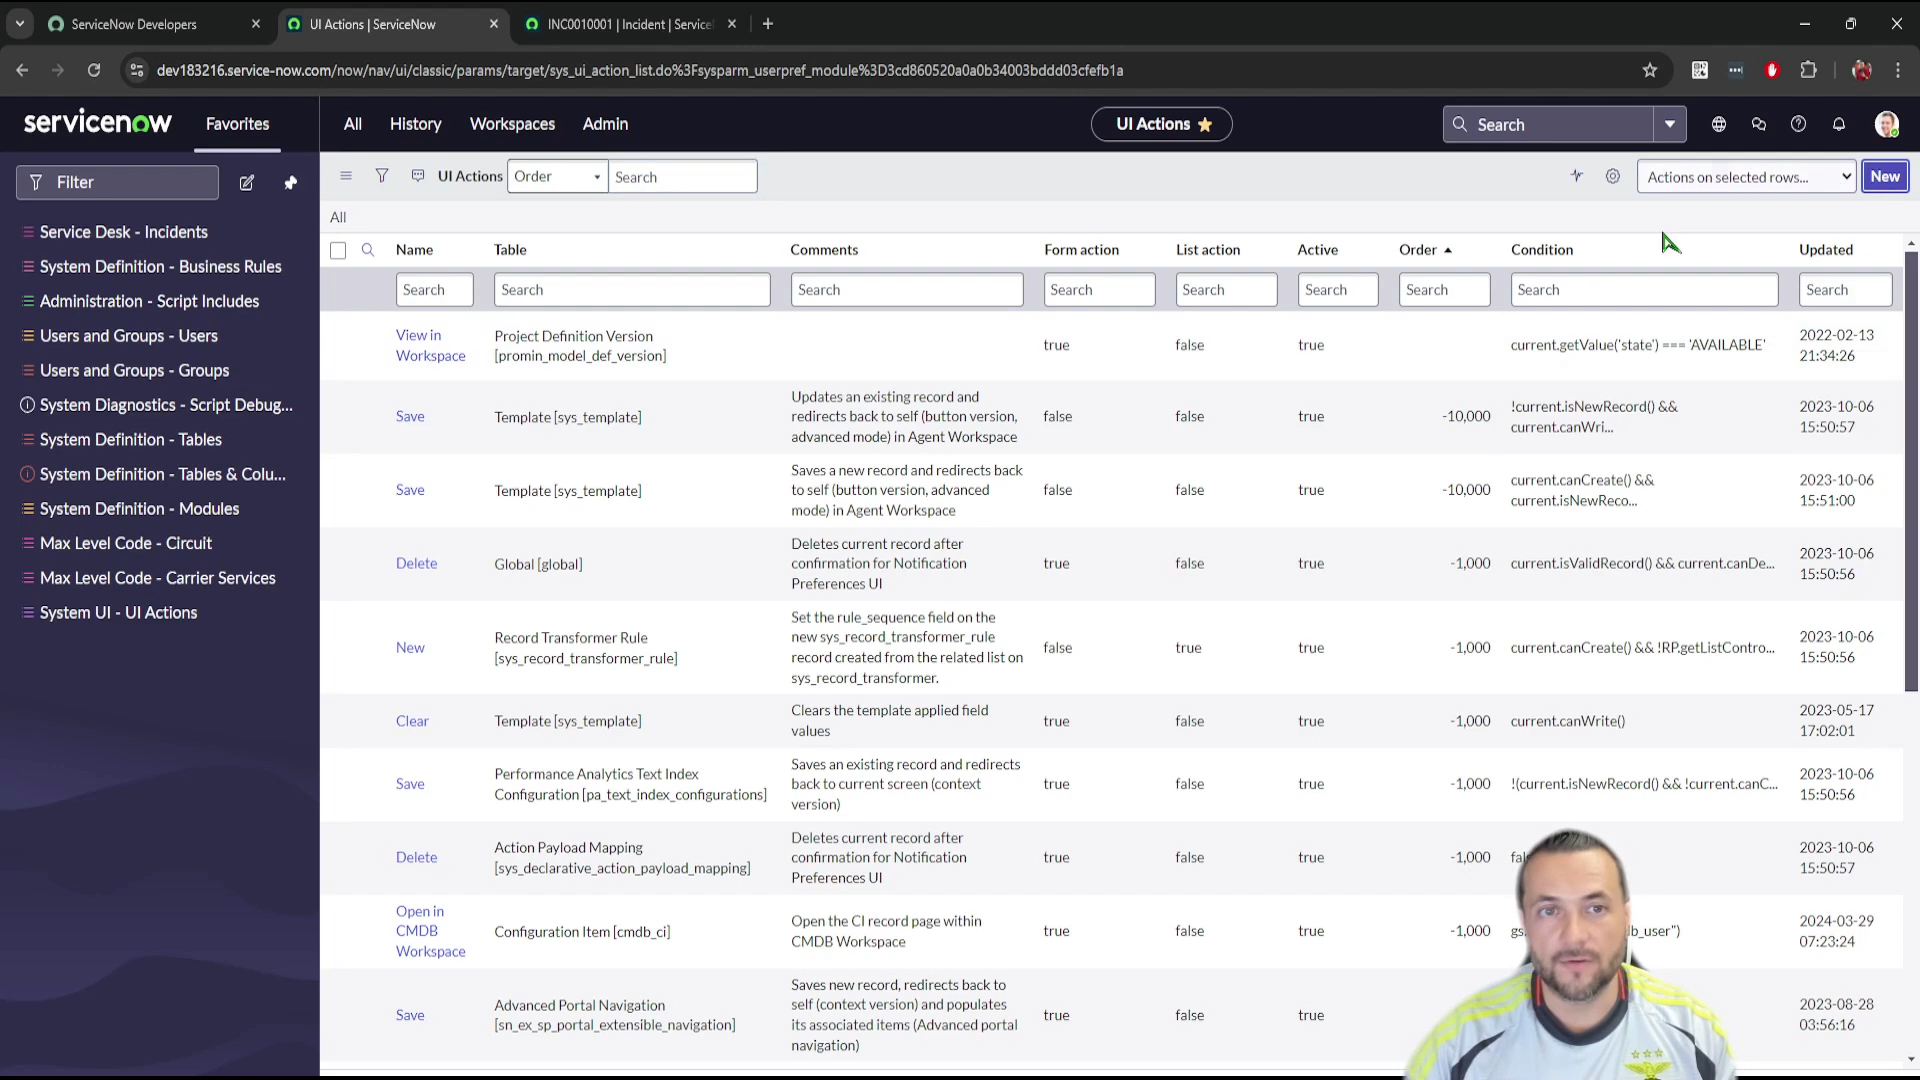 ServiceNow Developers
UI Actions | ServiceNow
INC0010001 | Incident | Service
dev183216.service-now.com/now/nav/ui/classic/params/target/sys_ui_action_list.do%3Fsysparm_userpref_module%3D3cd860520a0a0b34003bddd03cfefb1a
servicenow
Favorites
All
History
Workspaces
Admin
UI Actions
Search
Filter
Service Desk - Incidents
System Definition - Business Rules
Administration - Script Includes
Users and Groups - Users
Users and Groups - Groups
System Diagnostics - Script Debug...
System Definition - Tables
System Definition - Tables & Colu...
System Definition - Modules
Max Level Code - Circuit
Max Level Code - Carrier Services
System UI - UI Actions
UI Actions Order Search
Actions on selected rows... New
All
Name Table Comments Form action List action Active Order Condition Updated
Search Search Search Search Search Search Search Search Search
View in Project Definition Version 2022-02-13
true false true current.getValue('state') === 'AVAILABLE'
Workspace [promin_model_def_version] 21:34:26
Updates an existing record and !current.isNewRecord() && 2023-10-06
Save Template [sys_template] redirects back to self (button version, false false true -10,000
advanced mode) in Agent Workspace current.canWri... 15:50:57
Saves a new record and redirects back current.canCreate() && 2023-10-06
Save Template [sys_template] to self (button version, advanced false false true -10,000
mode) in Agent Workspace current.isNewReco... 15:51:00
Deletes current record after 2023-10-06
Delete Global [global] confirmation for Notification true false true -1,000 current.isValidRecord() && current.canDe...
Preferences UI 15:50:56
Set the rule_sequence field on the
Record Transformer Rule new sys_record_transformer_rule 2023-10-06
New false true true -1,000 current.canCreate() && !RP.getListContro...
[sys_record_transformer_rule] record created from the related list on 15:50:56
sys_record_transformer.
Clears the template applied field 2023-05-17
Clear Template [sys_template] true false true -1,000 current.canWrite()
values 17:02:01
Performance Analytics Text Index Saves an existing record and redirects 2023-10-06
Save back to current screen (context true false true -1,000 !(current.isNewRecord() && !current.canC...
Configuration [pa_text_index_configurations] version) 15:50:56
Action Payload Mapping Deletes current record after 2023-10-06
Delete confirmation for Notification true false true -1,000
[sys_declarative_action_payload_mapping] Preferences UI 15:50:57
Open in Open the CI record page within 2024-03-29
CMDB Configuration Item [cmdb_ci] true false true -1,000
Workspace CMDB Workspace 07:23:24
Saves new record, redirects back to
Advanced Portal Navigation self (context version) and populates 2023-08-28
Save true false true
[sn_ex_sp_portal_extensible_navigation] its associated items (Advanced portal 03:56:16
navigation)